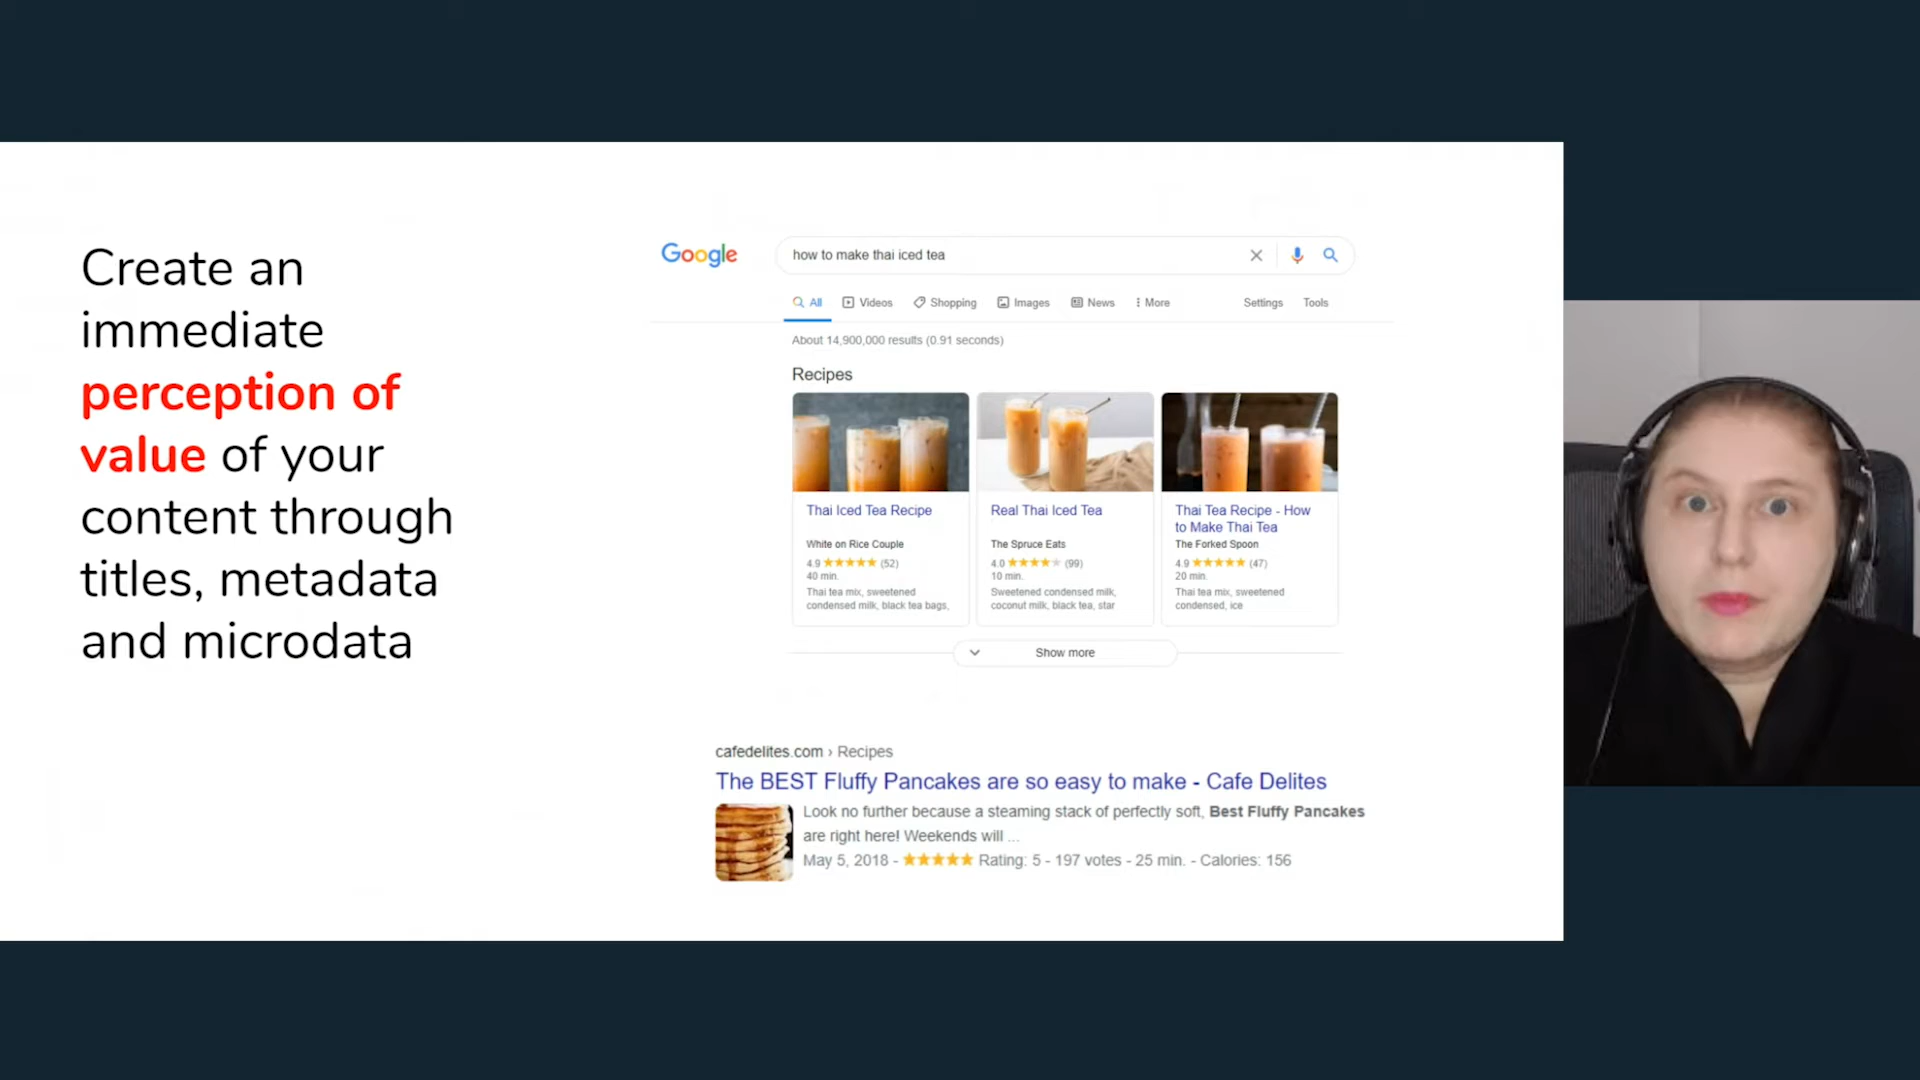 Create an
immediate
perception of
value of your
content through
titles, metadata
and microdata
Google
how to make thai iced tea
All Videos Shopping Images News More Settings Tools
About 14,900,000 results (0.91 seconds)
Recipes
Thai Iced Tea Recipe
White on Rice Couple
4.9 ★★★★★ (52)
40 min.
Thai tea mix, sweetened
condensed milk, black tea bags,
Real Thai Iced Tea
The Spruce Eats
4.0 ★★★★★ (99)
10 min.
Sweetened condensed milk,
coconut milk, black tea, star
Thai Tea Recipe - How
to Make Thai Tea
The Forked Spoon
4.9 ★★★★★ (47)
20 min.
Thai tea mix, sweetened
condensed, ice
Show more
cafedelites.com › Recipes
The BEST Fluffy Pancakes are so easy to make - Cafe Delites
Look no further because a steaming stack of perfectly soft, Best Fluffy Pancakes
are right here! Weekends will ...
May 5, 2018 - ★★★★★ Rating: 5 - 197 votes - 25 min. - Calories: 156